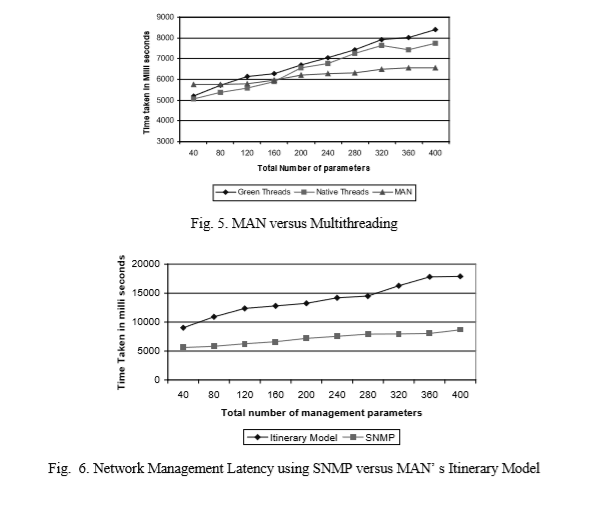 9000
8000
7000
6000
5000
4000
3000
Time taken in Milli seconds
40 80 120 160 200 240 280 320 360 400
Total Number of parameters
Green Threads Native Threads MAN
Fig. 5. MAN versus Multithreading
20000
15000
10000
5000
0
Time Taken in milli seconds
40 80 120 160 200 240 280 320 360 400
Total number of management parameters
Itinerary Model SNMP
Fig. 6. Network Management Latency using SNMP versus MAN’ s Itinerary Model